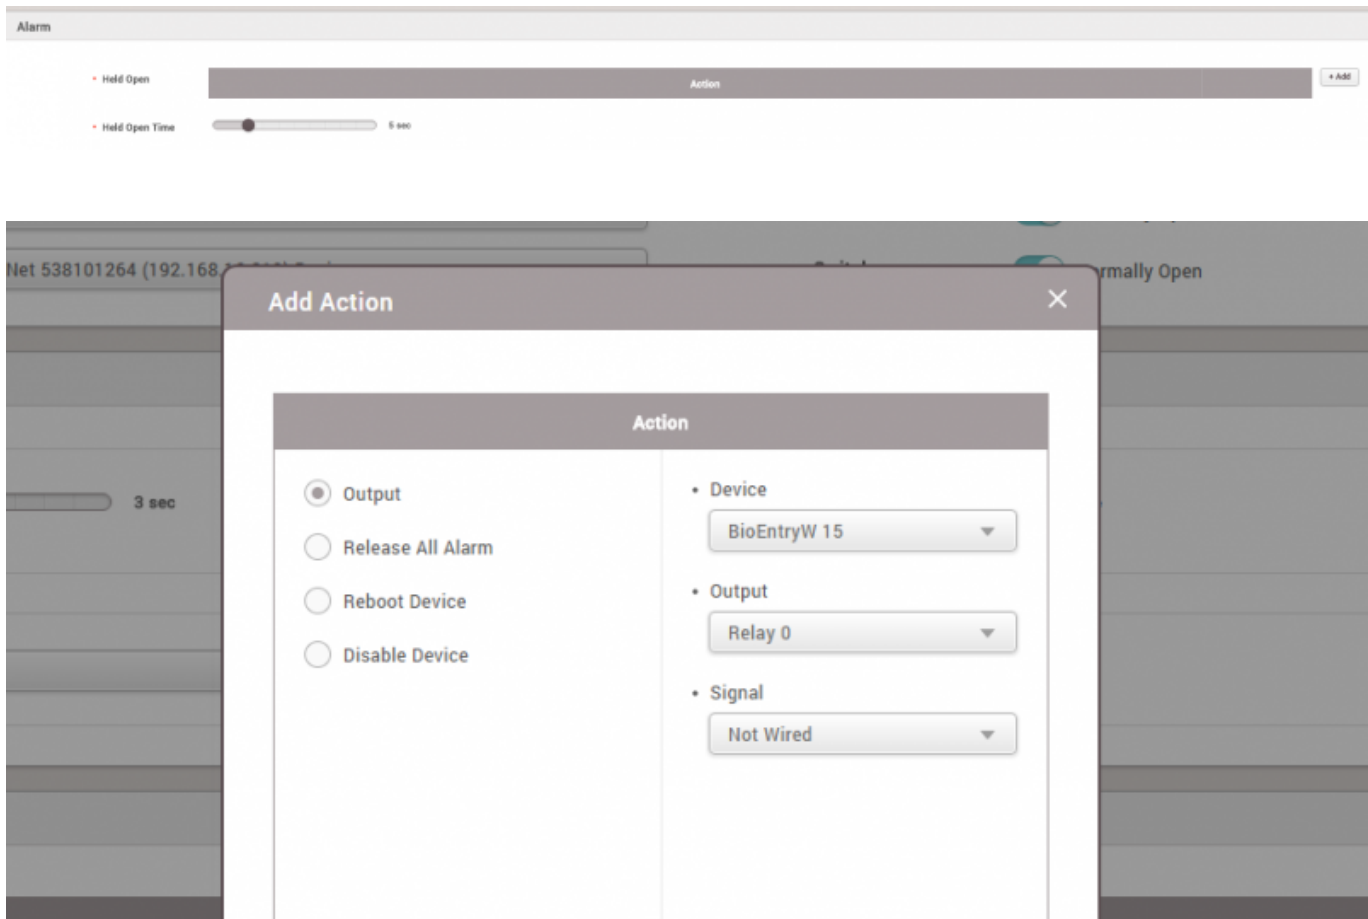 Alarm
• Held Open
Action
+ Add
• Held Open Time
5 sec
Net 538101264 (192.168.
rmally Open
Add Action
Action
3 sec
Output
Release All Alarm
Reboot Device
Disable Device
• Device
BioEntryW 15
• Output
Relay 0
• Signal
Not Wired